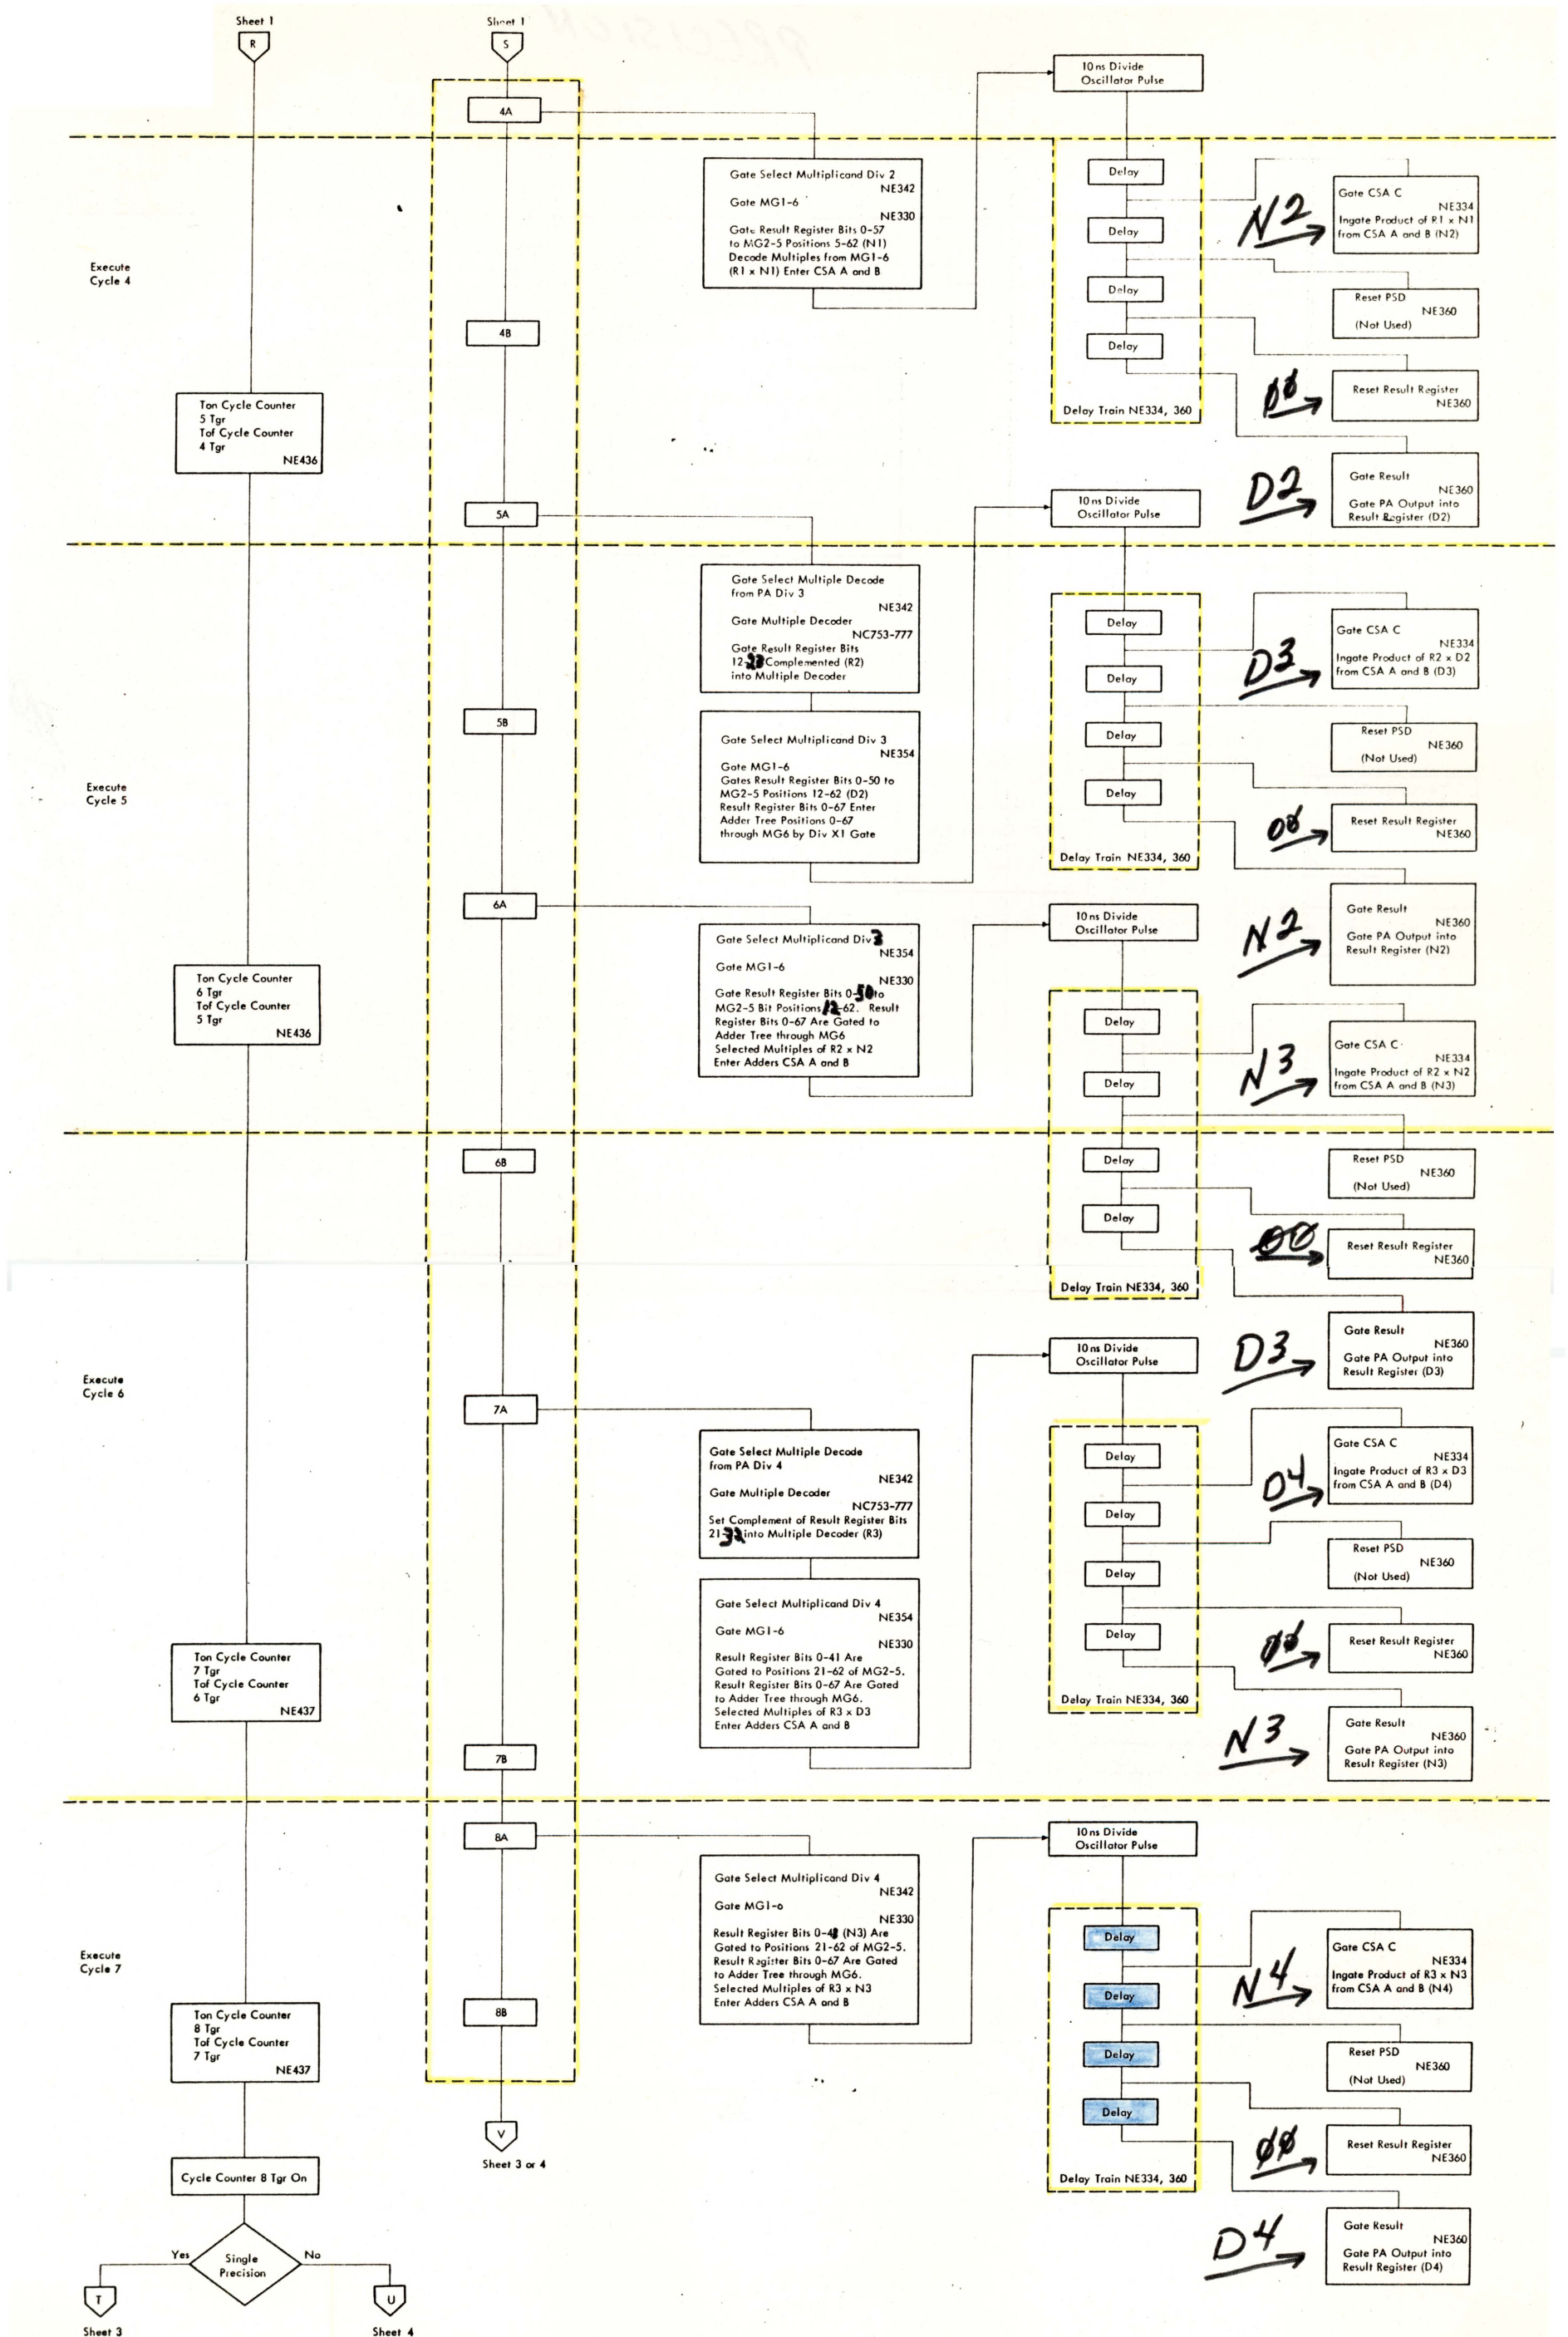 Sheet 1
R
Sheet 1
S
4A
10 ns Divide
Oscillator Pulse
Execute
Cycle 4
Gate Select Multiplicand Div 2
NE342
Gate MG1-6
NE330
Gate Result Register Bits 0-57
to MG2-5 Positions 5-62 (N1)
Decode Multiples from MG1-6
(R1 x N1) Enter CSA A and B
Delay
Delay
Delay
Delay
Delay Train NE334, 360
N2
Gate CSA C
NE334
Ingate Product of R1 x N1
from CSA A and B (N2)
Reset PSD
NE360
(Not Used)
Reset Result Register
NE360
D2
Gate Result
NE360
Gate PA Output into
Result Register (D2)
4B
Ton Cycle Counter
5 Tgr
Tof Cycle Counter
4 Tgr
NE436
5A
10 ns Divide
Oscillator Pulse
Execute
Cycle 5
Gate Select Multiple Decode
from PA Div 3
NE342
Gate Multiple Decoder
NC753-777
Gate Result Register Bits
12-23 Complemented (R2)
into Multiple Decoder
5B
Gate Select Multiplicand Div 3
NE354
Gate MG1-6
Gates Result Register Bits 0-50 to
MG2-5 Positions 12-62 (D2)
Result Register Bits 0-67 Enter
Adder Tree Positions 0-67
through MG6 by Div X1 Gate
Delay
Delay
Delay
Delay
Delay Train NE334, 360
D3
Gate CSA C
NE334
Ingate Product of R2 x D2
from CSA A and B (D3)
Reset PSD
NE360
(Not Used)
00
Reset Result Register
NE360
N2
Gate Result
NE360
Gate PA Output into
Result Register (N2)
6A
10 ns Divide
Oscillator Pulse
Gate Select Multiplicand Div 3
NE354
Gate MG1-6
NE330
Gate Result Register Bits 0-50 to
MG2-5 Bit Positions 12-62. Result
Register Bits 0-67 Are Gated to
Adder Tree through MG6
Selected Multiples of R2 x N2
Enter Adders CSA A and B
Ton Cycle Counter
6 Tgr
Tof Cycle Counter
5 Tgr
NE436
Delay
Delay
Delay
Delay
Delay Train NE334, 360
N3
Gate CSA C
NE334
Ingate Product of R2 x N2
from CSA A and B (N3)
6B
Reset PSD
NE360
(Not Used)
00
Reset Result Register
NE360
D3
Gate Result
NE360
Gate PA Output into
Result Register (D3)
10 ns Divide
Oscillator Pulse
Execute
Cycle 6
7A
Gate Select Multiple Decode
from PA Div 4
NE342
Gate Multiple Decoder
NC753-777
Set Complement of Result Register Bits
21-32 into Multiple Decoder (R3)
Gate Select Multiplicand Div 4
NE354
Gate MG1-6
NE330
Result Register Bits 0-41 Are
Gated to Positions 21-62 of MG2-5.
Result Register Bits 0-67 Are Gated
to Adder Tree through MG6.
Selected Multiples of R3 x D3
Enter Adders CSA A and B
Delay
Delay
Delay
Delay
Delay Train NE334, 360
D4
Gate CSA C
NE334
Ingate Product of R3 x D3
from CSA A and B (D4)
Reset PSD
NE360
(Not Used)
Reset Result Register
NE360
N3
Gate Result
NE360
Gate PA Output into
Result Register (N3)
Ton Cycle Counter
7 Tgr
Tof Cycle Counter
6 Tgr
NE437
7B
8A
10 ns Divide
Oscillator Pulse
Execute
Cycle 7
Gate Select Multiplicand Div 4
NE342
Gate MG1-6
NE330
Result Register Bits 0-41 (N3) Are
Gated to Positions 21-62 of MG2-5.
Result Register Bits 0-67 Are Gated
to Adder Tree through MG6.
Selected Multiples of R3 x N3
Enter Adders CSA A and B
Delay
Delay
Delay
Delay
Delay Train NE334, 360
N4
Gate CSA C
NE334
Ingate Product of R3 x N3
from CSA A and B (N4)
Reset PSD
NE360
(Not Used)
00
Reset Result Register
NE360
D4
Gate Result
NE360
Gate PA Output into
Result Register (D4)
8B
Ton Cycle Counter
8 Tgr
Tof Cycle Counter
7 Tgr
NE437
V
Sheet 3 or 4
Cycle Counter 8 Tgr On
Single
Precision
Yes
No
T
U
Sheet 3
Sheet 4